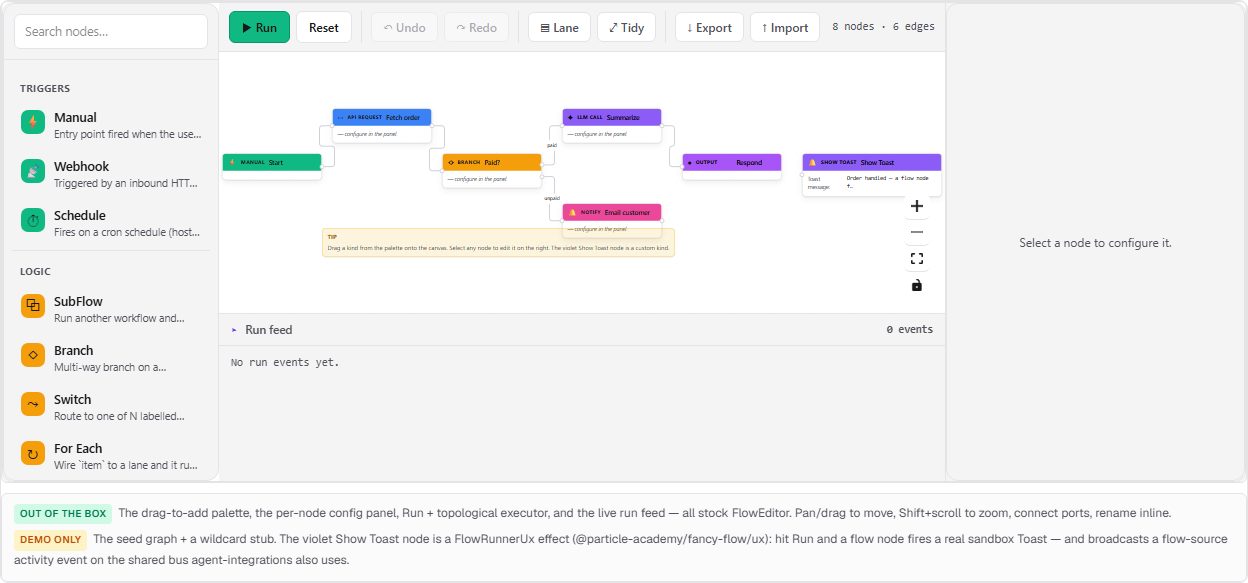 Search nodes...
Run
Reset
Undo
Redo
Lane
Tidy
Export
Import
8 nodes · 6 edges
TRIGGERS
Manual
Entry point fired when the use...
Webhook
Triggered by an inbound HTT...
Schedule
Fires on a cron schedule (host...
LOGIC
SubFlow
Run another workflow and...
Branch
Multi-way branch on a...
Switch
Route to one of N labelled...
For Each
Wire `item` to a lane and it ru...
MANUAL Start
API REQUEST Fetch order
— configure in the panel
BRANCH Paid?
— configure in the panel
paid
unpaid
LLM CALL Summarize
— configure in the panel
NOTIFY Email customer
— configure in the panel
OUTPUT Respond
SHOW TOAST Show Toast
Toast message:
Order handled — a flow node f…
TIP
Drag a kind from the palette onto the canvas. Select any node to edit it on the right. The violet Show Toast node is a custom kind.
Run feed
0 events
No run events yet.
Select a node to configure it.
OUT OF THE BOX The drag-to-add palette, the per-node config panel, Run + topological executor, and the live run feed — all stock FlowEditor. Pan/drag to move, Shift+scroll to zoom, connect ports, rename inline.
DEMO ONLY The seed graph + a wildcard stub. The violet Show Toast node is a FlowRunnerUx effect (@particle-academy/fancy-flow/ux): hit Run and a flow node fires a real sandbox Toast — and broadcasts a flow-source
activity event on the shared bus agent-integrations also uses.